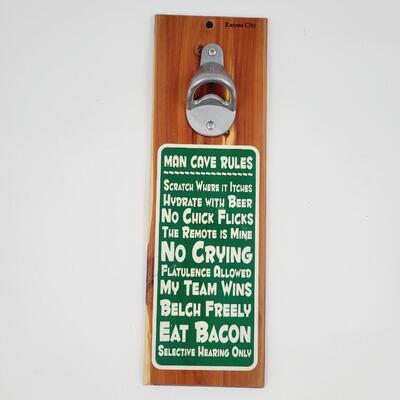 Kansas City
Man Cave Rules
Scratch Where it Itches
Hydrate with Beer
No Chick Flicks
The Remote is Mine
No Crying
Flatulence Allowed
My Team Wins
Belch Freely
Eat Bacon
Selective Hearing Only